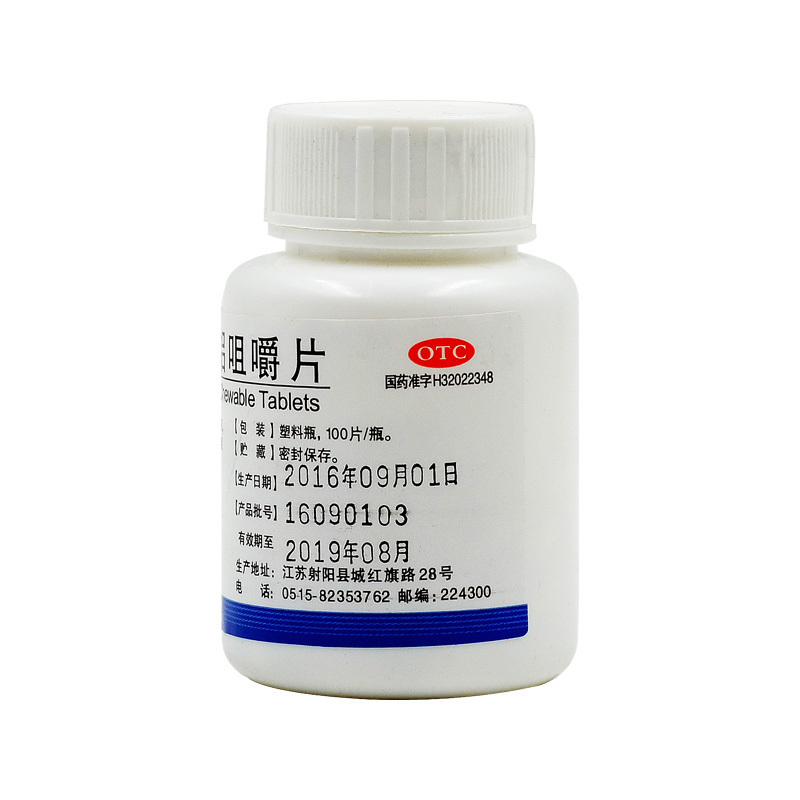 咀嚼片
Chewable Tablets
OTC
国药准字H32022348
【包 装】塑料瓶,100片/瓶。
【贮 藏】密封保存。
【生产日期】2016年09月01日
【产品批号】16090103
有效期至 2019年08月
生产地址：江苏射阳县城红旗路28号
电 话：0515-82353762 邮编：224300